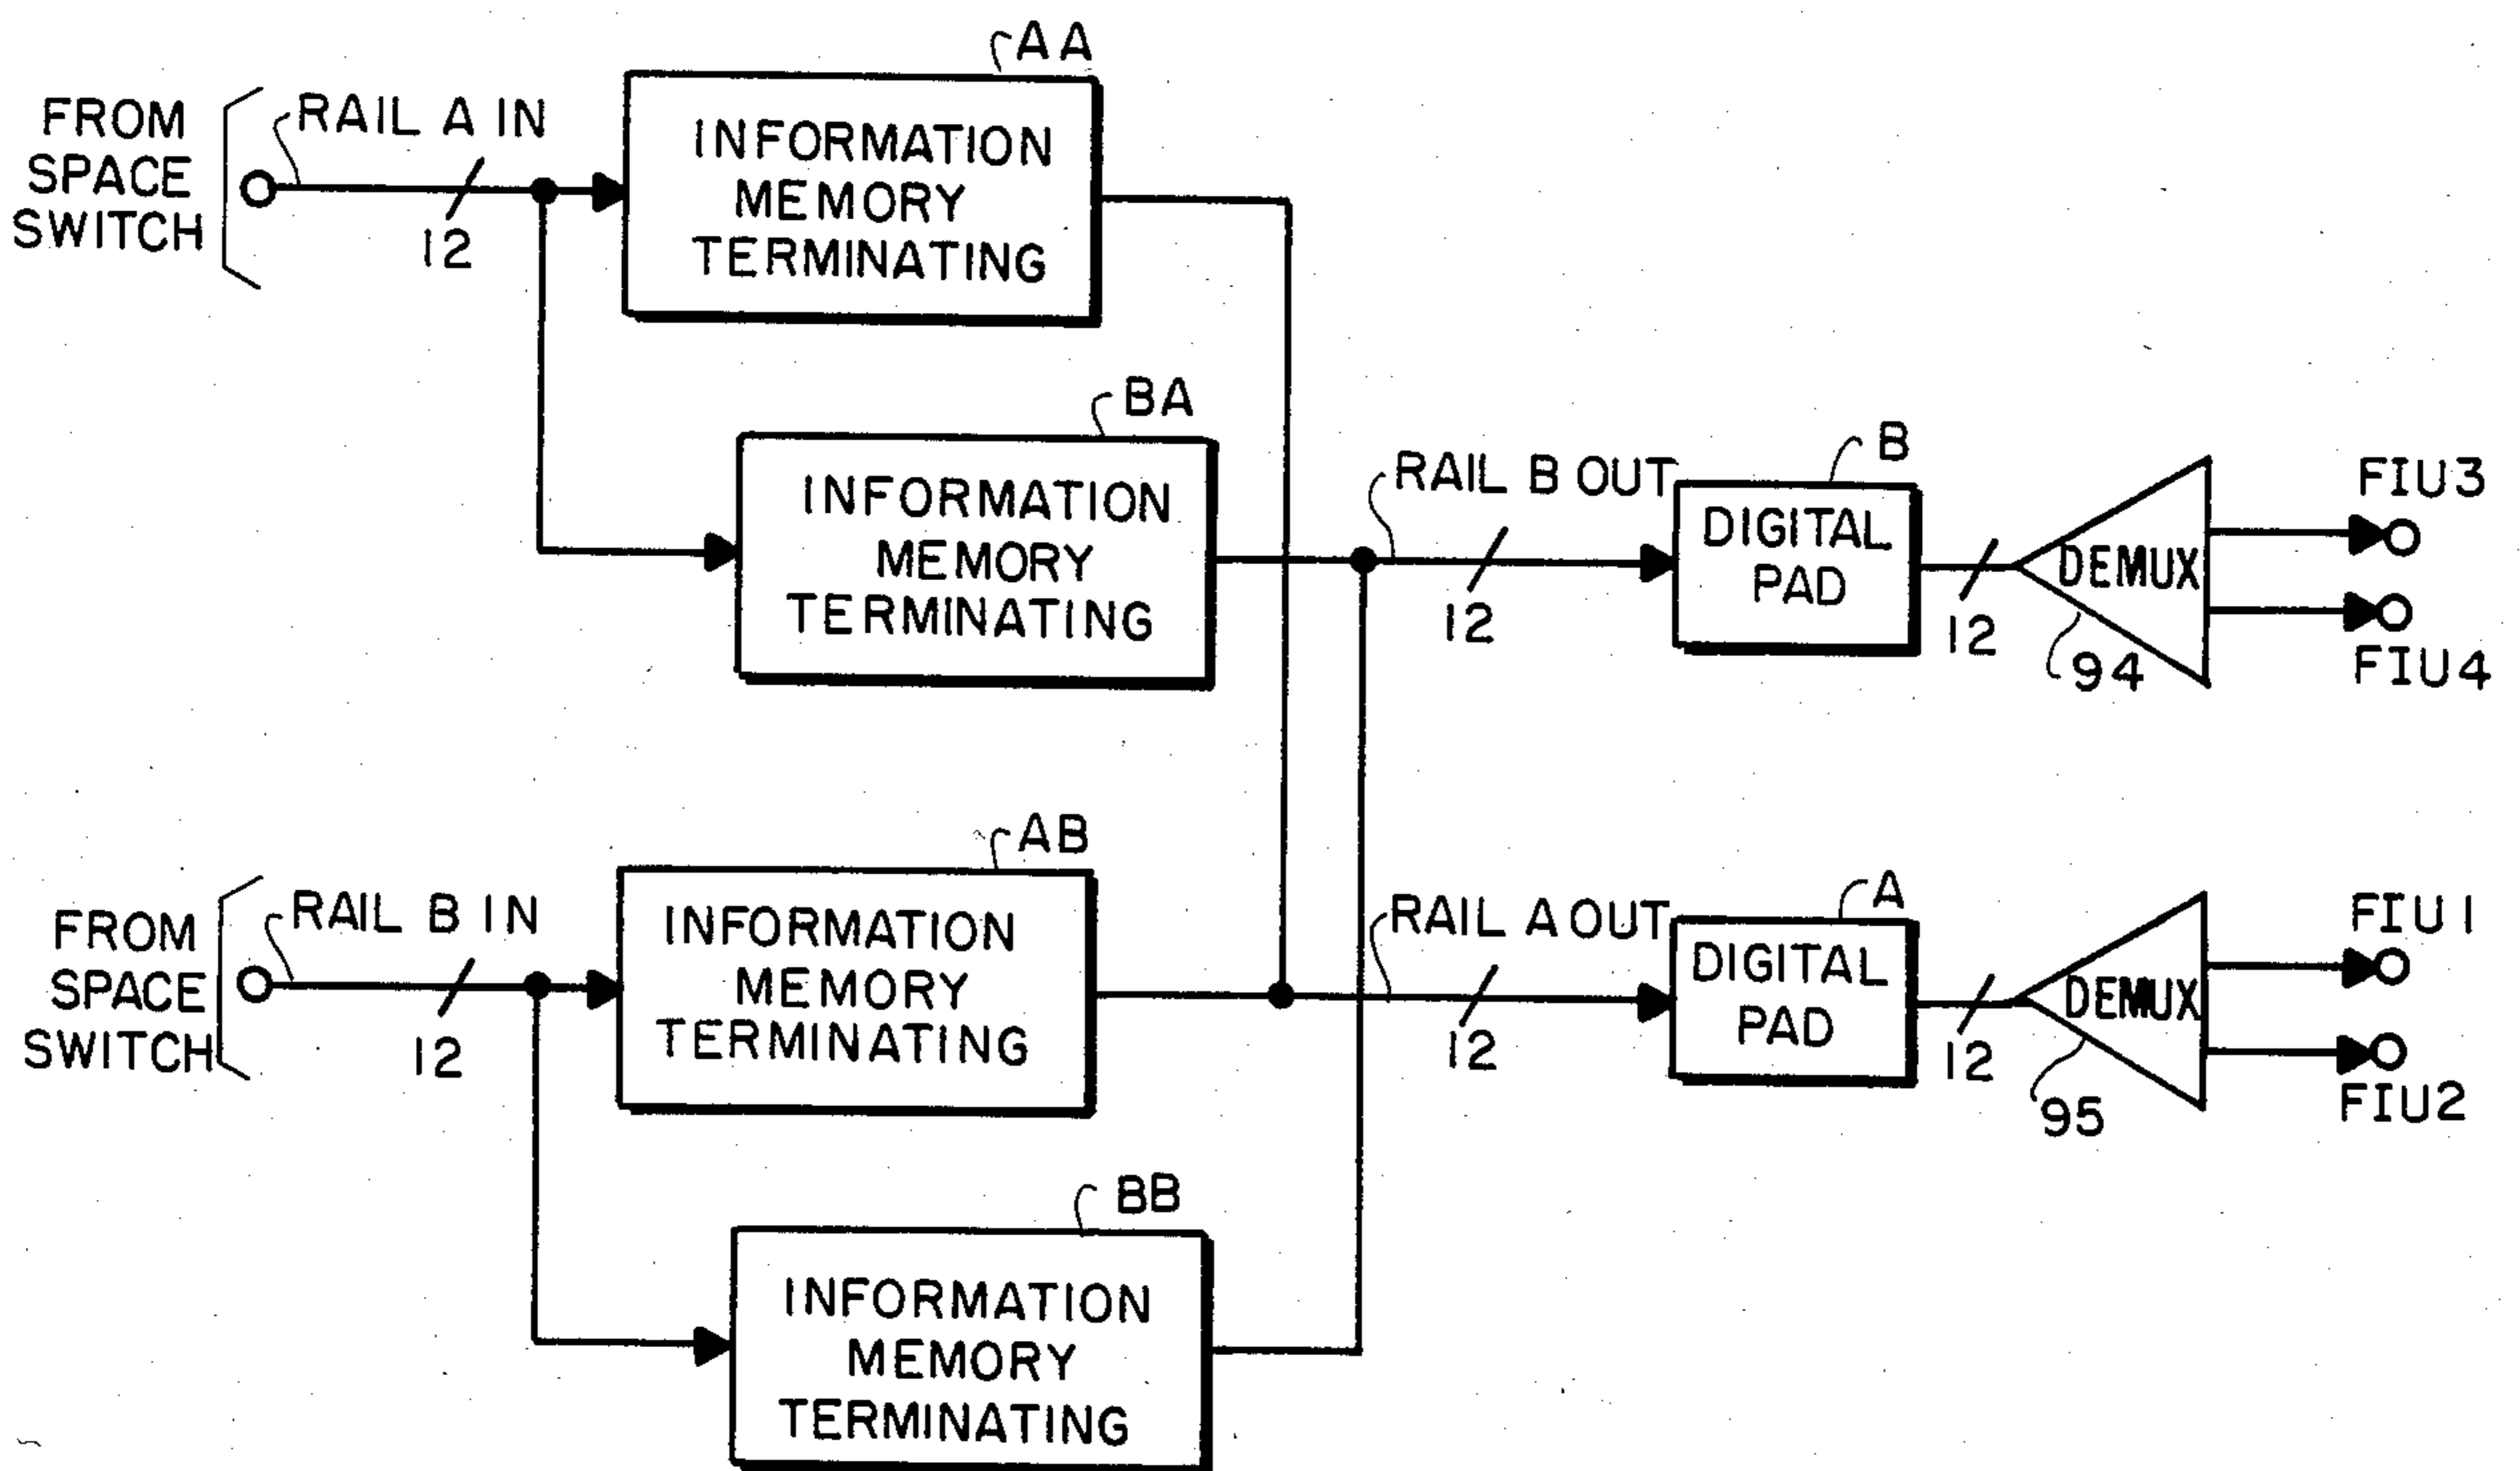 AA
FROM
SPACE
SWITCH
RAIL A IN
12
INFORMATION
MEMORY
TERMINATING
BA
INFORMATION
MEMORY
TERMINATING
RAIL B OUT
12
B
DIGITAL
PAD
12
DEMUX
94
FIU3
FIU4
AB
FROM
SPACE
SWITCH
RAIL B IN
12
INFORMATION
MEMORY
TERMINATING
RAIL A OUT
12
A
DIGITAL
PAD
12
DEMUX
95
FIU1
FIU2
BB
INFORMATION
MEMORY
TERMINATING